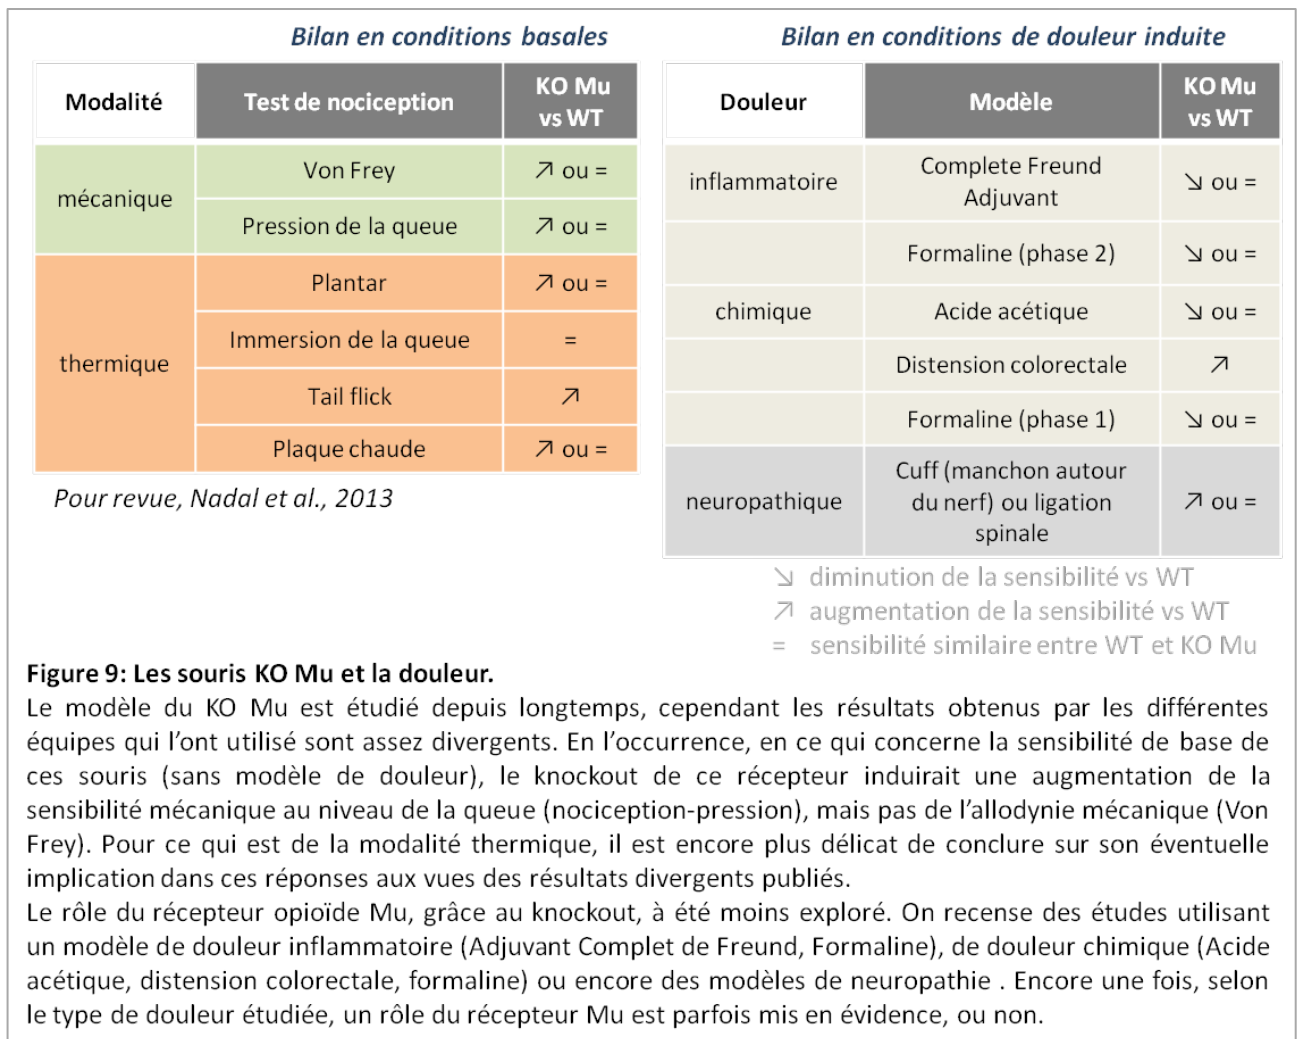 Bilan en conditions basales
Modalité Test de nociception KO Mu vs WT
mécanique Von Frey ↗ ou =
Pression de la queue ↗ ou =
thermique Plantar ↗ ou =
Immersion de la queue =
Tail flick ↗
Plaque chaude ↗ ou =
Pour revue, Nadal et al., 2013
Bilan en conditions de douleur induite
Douleur Modèle KO Mu vs WT
inflammatoire Complete Freund Adjuvant ↘ ou =
Formaline (phase 2) ↘ ou =
chimique Acide acétique ↘ ou =
Distension colorectale ↗
Formaline (phase 1) ↘ ou =
neuropathique Cuff (manchon autour du nerf) ou ligation spinale ↗ ou =
↘ diminution de la sensibilité vs WT
↗ augmentation de la sensibilité vs WT
= sensibilité similaire entre WT et KO Mu
Figure 9: Les souris KO Mu et la douleur.
Le modèle du KO Mu est étudié depuis longtemps, cependant les résultats obtenus par les différentes
équipes qui l’ont utilisé sont assez divergents. En l’occurrence, en ce qui concerne la sensibilité de base de
ces souris (sans modèle de douleur), le knockout de ce récepteur induirait une augmentation de la
sensibilité mécanique au niveau de la queue (nociception-pression), mais pas de l’allodynie mécanique (Von
Frey). Pour ce qui est de la modalité thermique, il est encore plus délicat de conclure sur son éventuelle
implication dans ces réponses aux vues des résultats divergents publiés.
Le rôle du récepteur opioïde Mu, grâce au knockout, à été moins exploré. On recense des études utilisant
un modèle de douleur inflammatoire (Adjuvant Complet de Freund, Formaline), de douleur chimique (Acide
acétique, distension colorectale, formaline) ou encore des modèles de neuropathie . Encore une fois, selon
le type de douleur étudiée, un rôle du récepteur Mu est parfois mis en évidence, ou non.